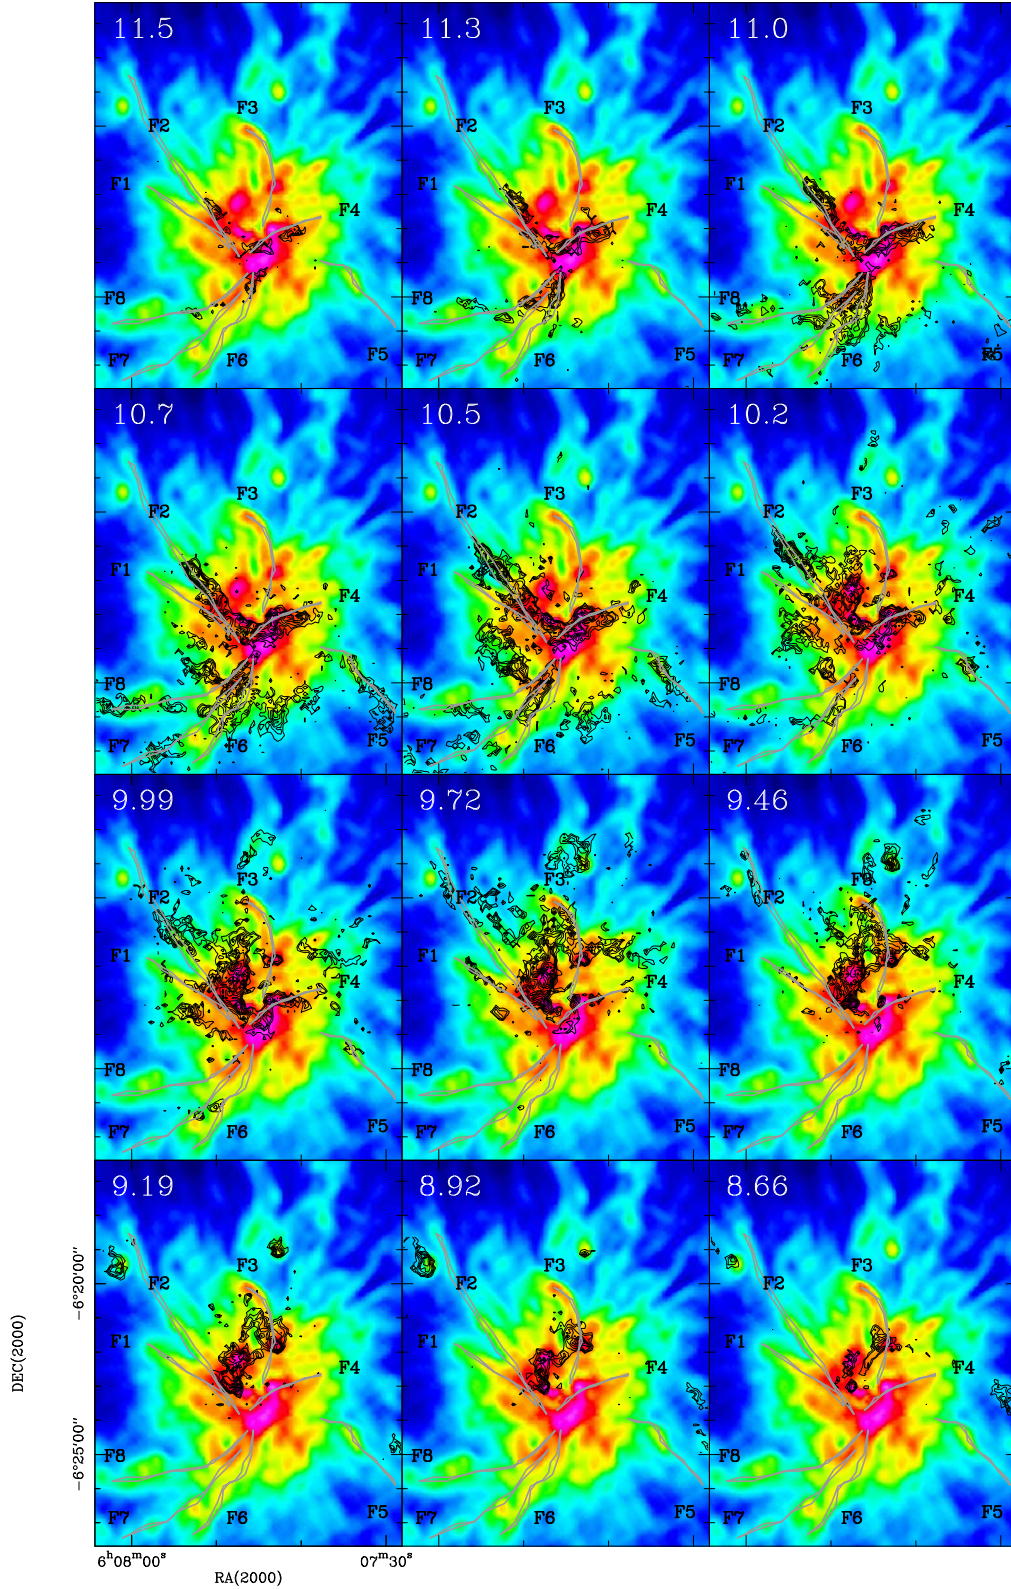 11.5 11.3 11.0
F3 F3 F3
F2 F2 F2
F1 F1 F1
F4 F4 F4
F8 F8 F8
F7 F6 F5 F7 F6 F5 F7 F6 F5
10.7 10.5 10.2
F3 F3 F3
F2 F2 F2
F1 F1 F1
F4 F4 F4
F8 F8 F8
F7 F6 F5 F7 F6 F5 F7 F6 F5
9.99 9.72 9.46
F3 F3 F3
F2 F2 F2
F1 F1 F1
F4 F4 F4
F8 F8 F8
F7 F6 F5 F7 F6 F5 F7 F6 F5
9.19 8.92 8.66
F3 F3 F3
F2 F2 F2
F1 F1 F1
F4 F4 F4
F8 F8 F8
F7 F6 F5 F7 F6 F5 F7 F6 F5
−6°20′00″
−6°25′00″
DEC(2000)
6ʰ08ᵐ00ˢ 07ᵐ30ˢ
RA(2000)